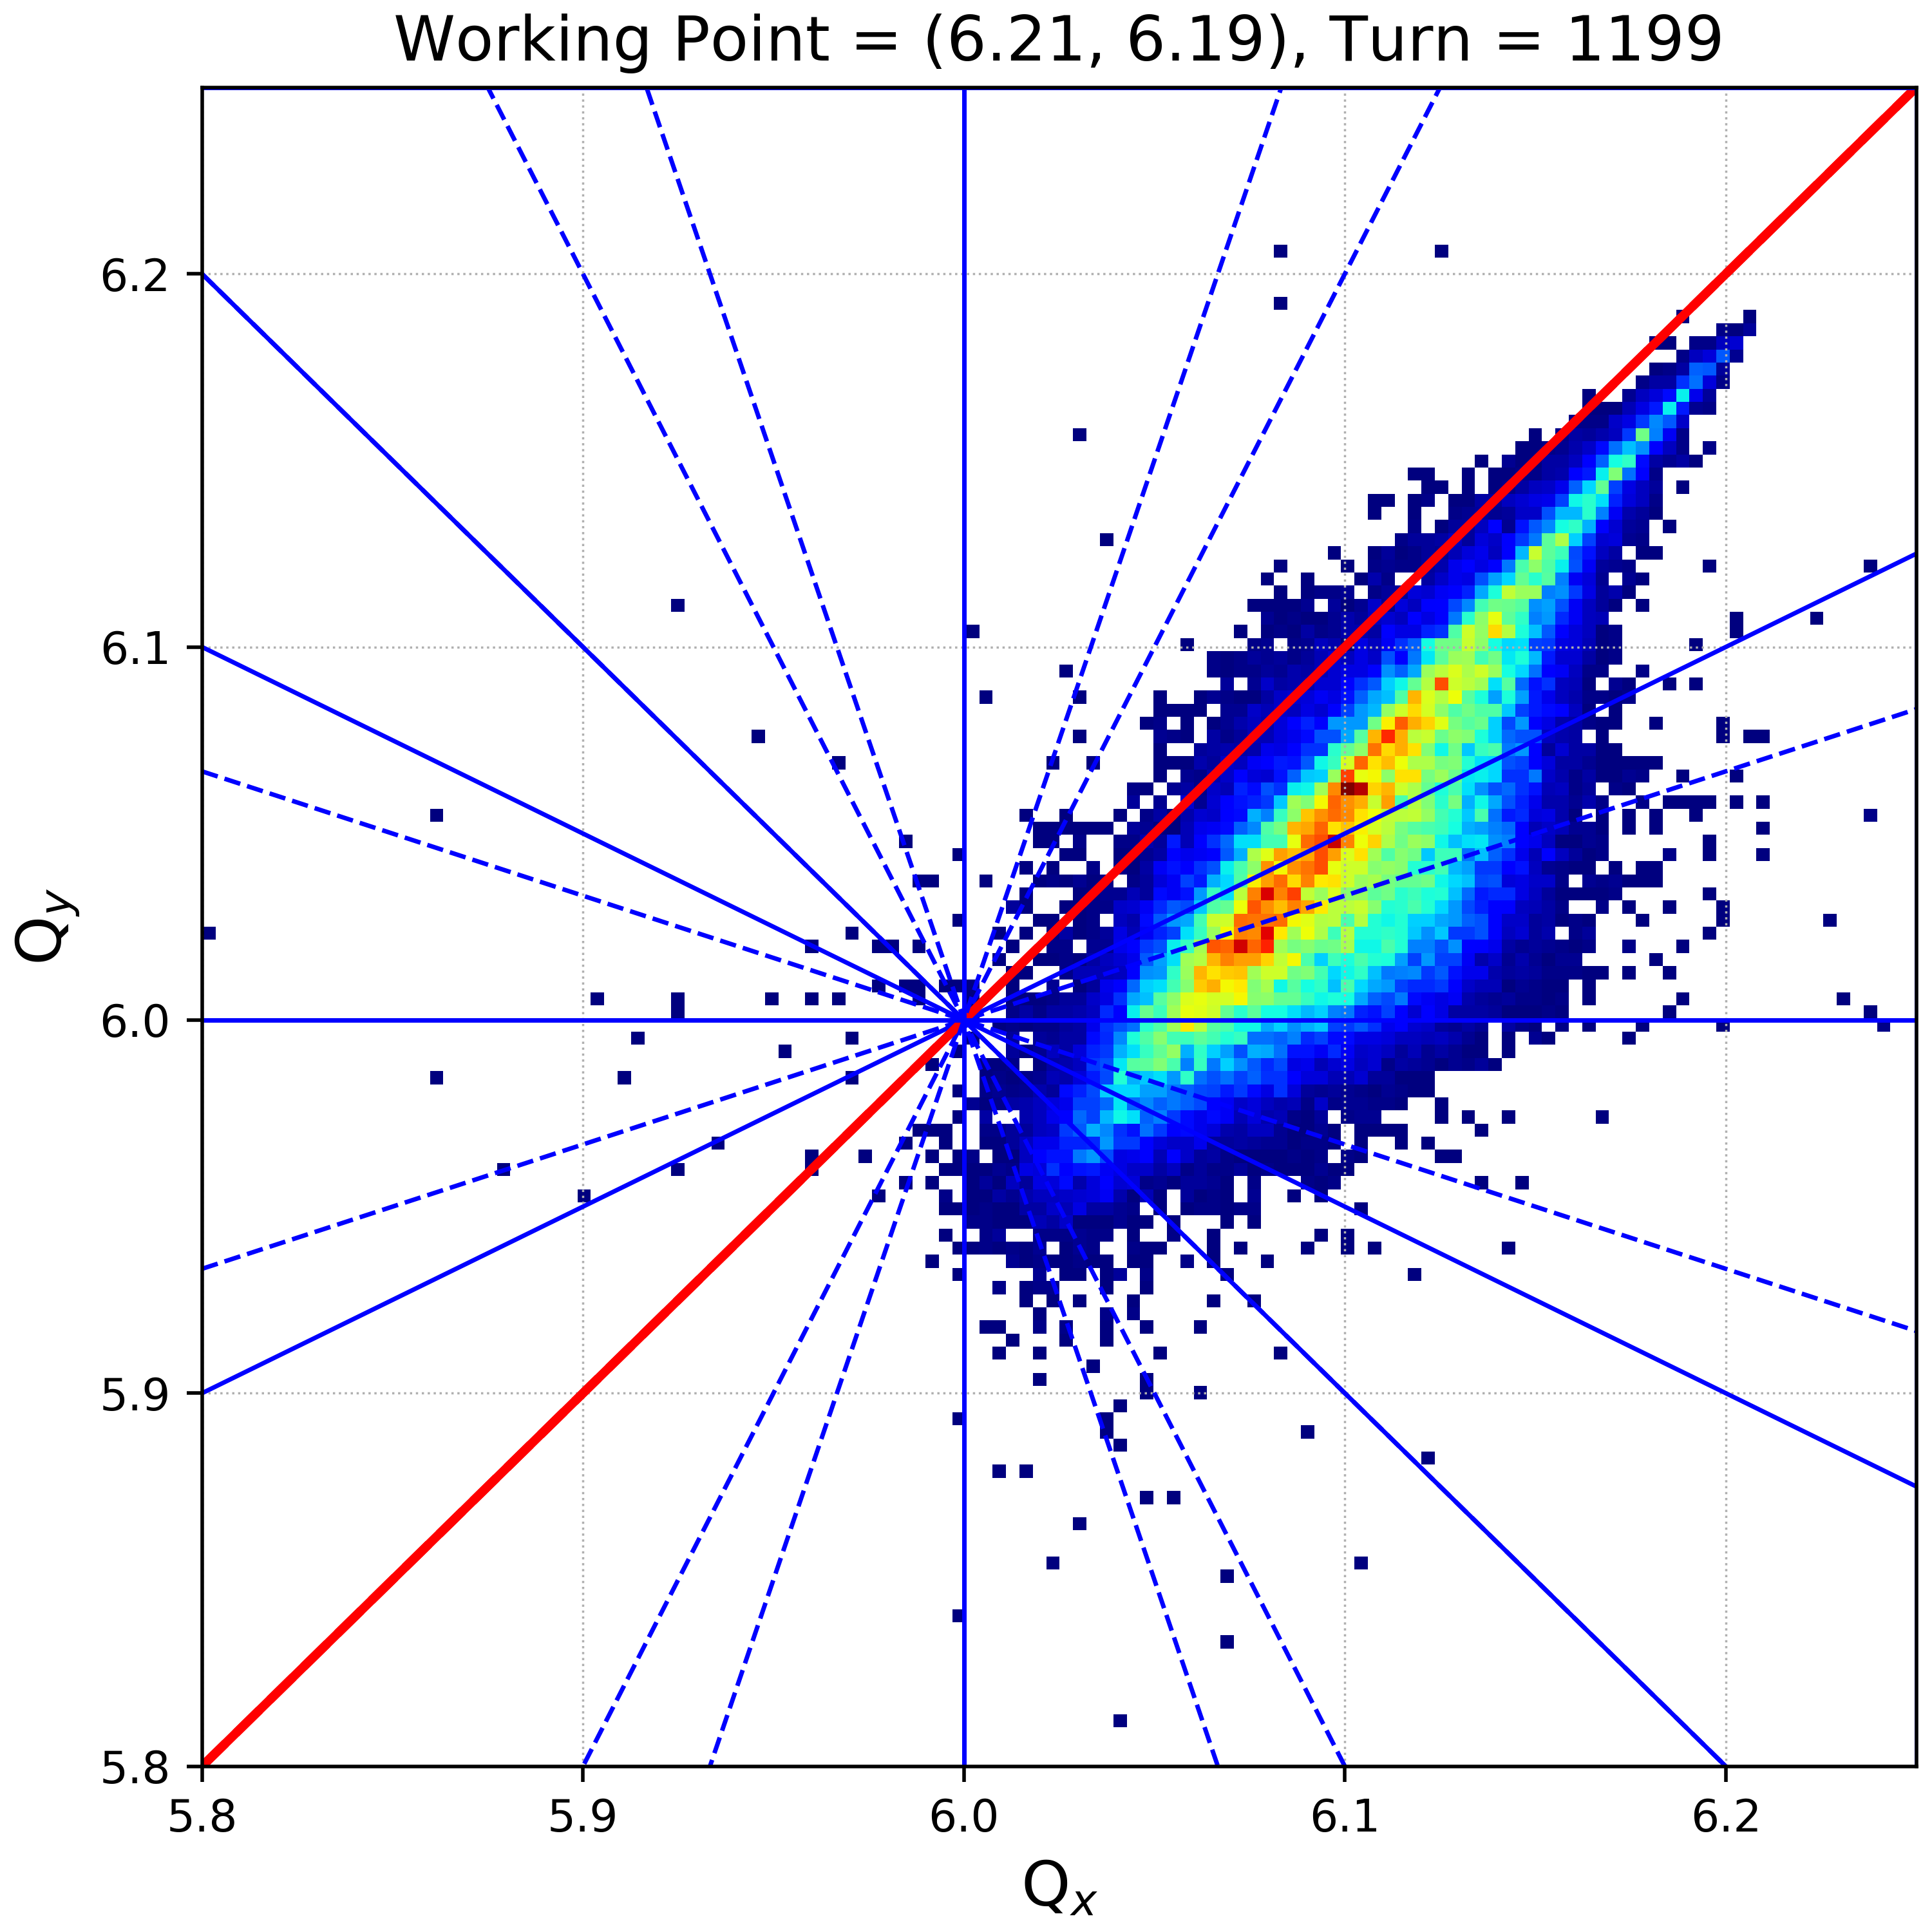 Working Point = (6.21, 6.19), Turn = 1199
6.2
6.1
6.0
5.9
5.8
Qy
5.8 5.9 6.0 6.1 6.2
Qx